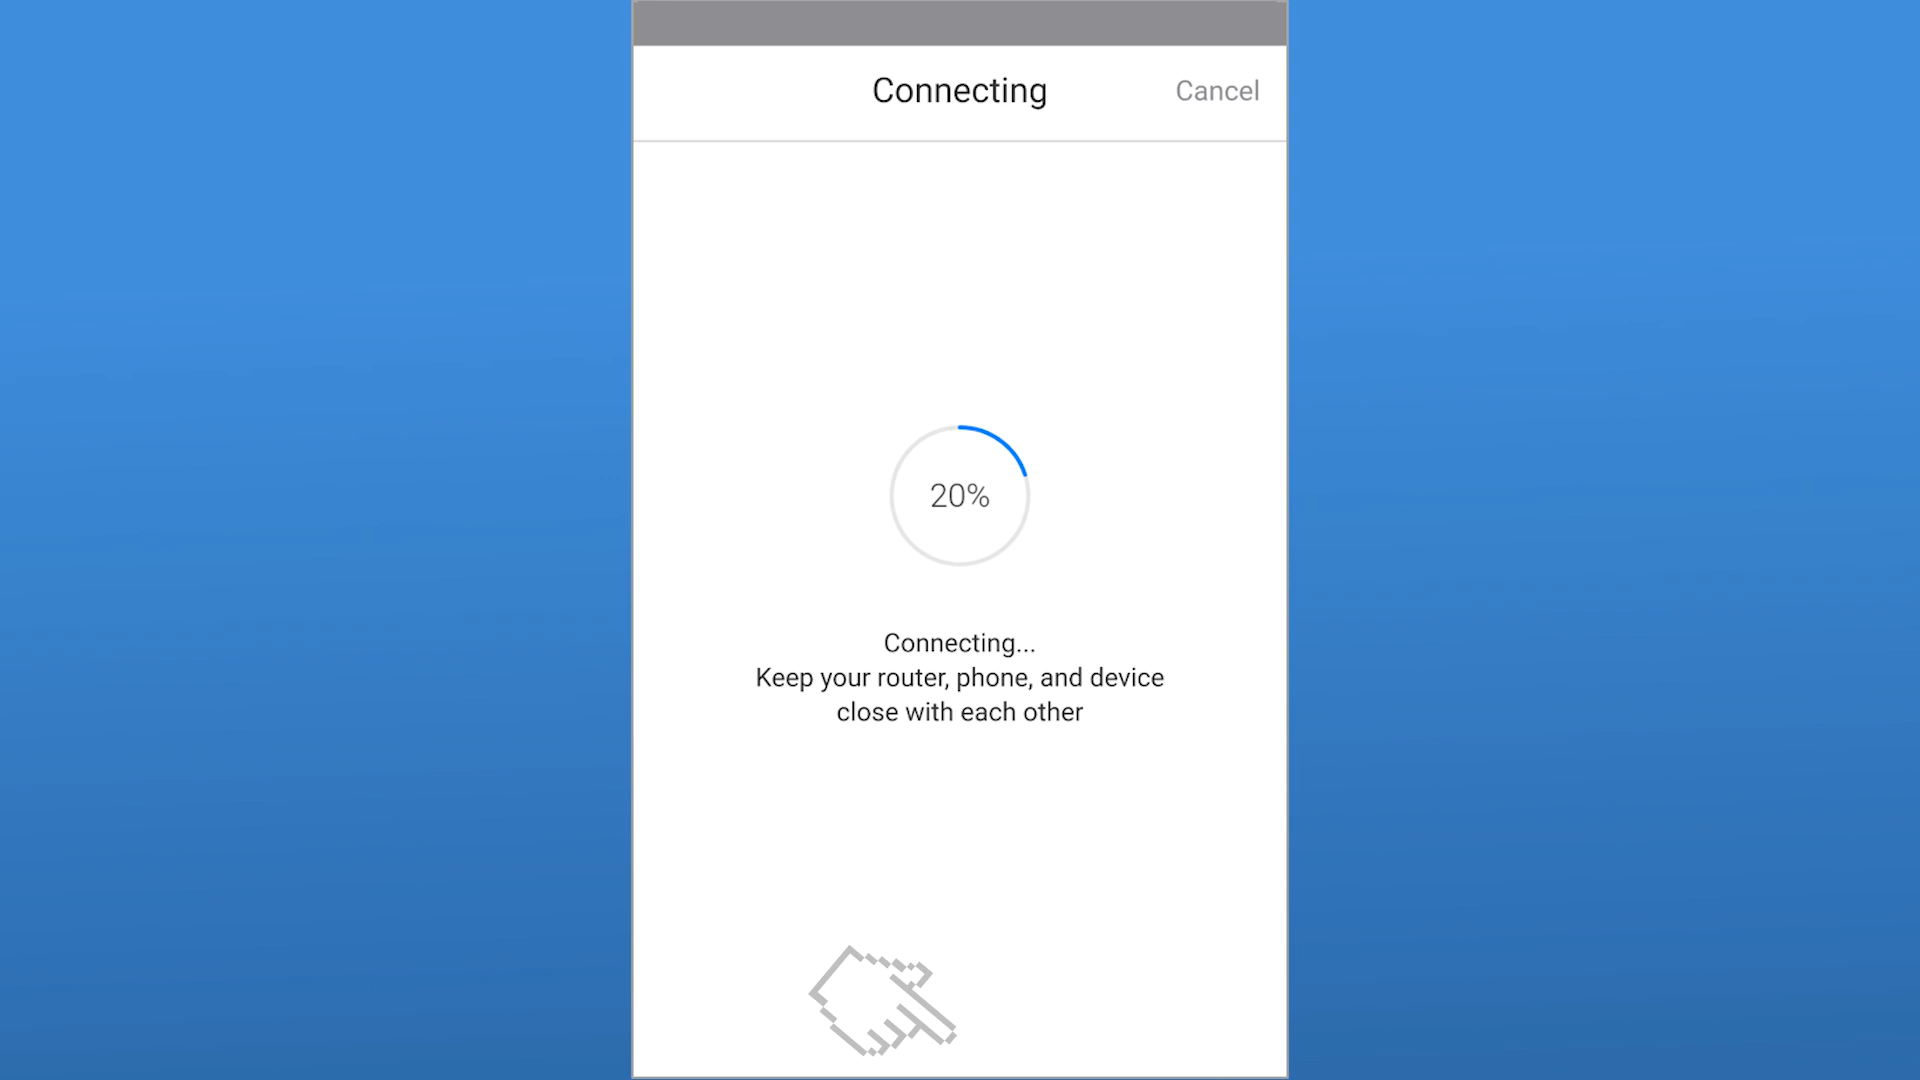 Connecting
Cancel
20%
Connecting...
Keep your router, phone, and device
close with each other